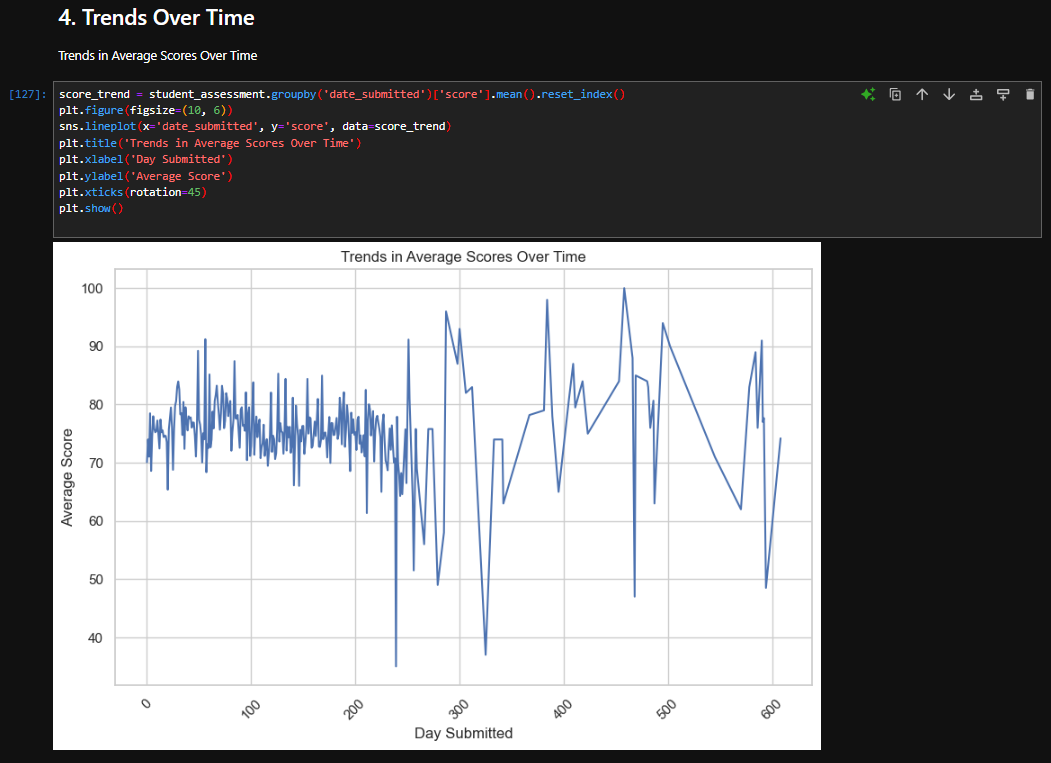 4. Trends Over Time
Trends in Average Scores Over Time
[127]:
score_trend = student_assessment.groupby('date_submitted')['score'].mean().reset_index()
plt.figure(figsize=(10, 6))
sns.lineplot(x='date_submitted', y='score', data=score_trend)
plt.title('Trends in Average Scores Over Time')
plt.xlabel('Day Submitted')
plt.ylabel('Average Score')
plt.xticks(rotation=45)
plt.show()
Trends in Average Scores Over Time
100
90
80
70
60
50
40
Average Score
0
100
200
300
400
500
600
Day Submitted